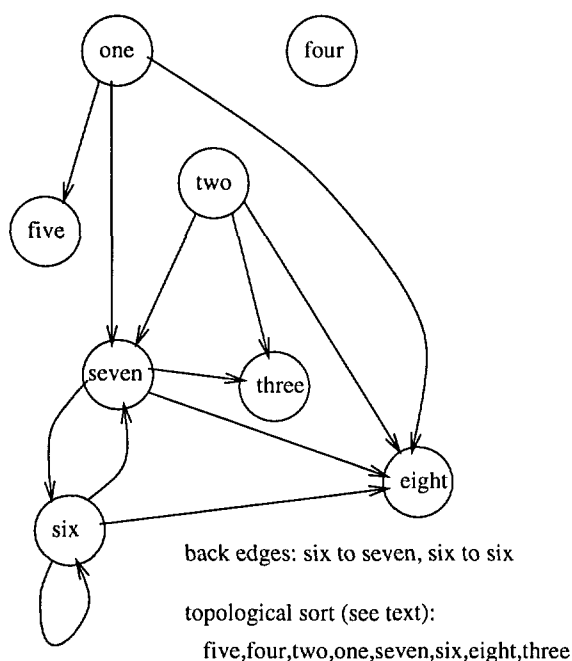 one
four
two
five
seven
three
eight
six
back edges: six to seven, six to six
topological sort (see text):
five,four,two,one,seven,six,eight,three